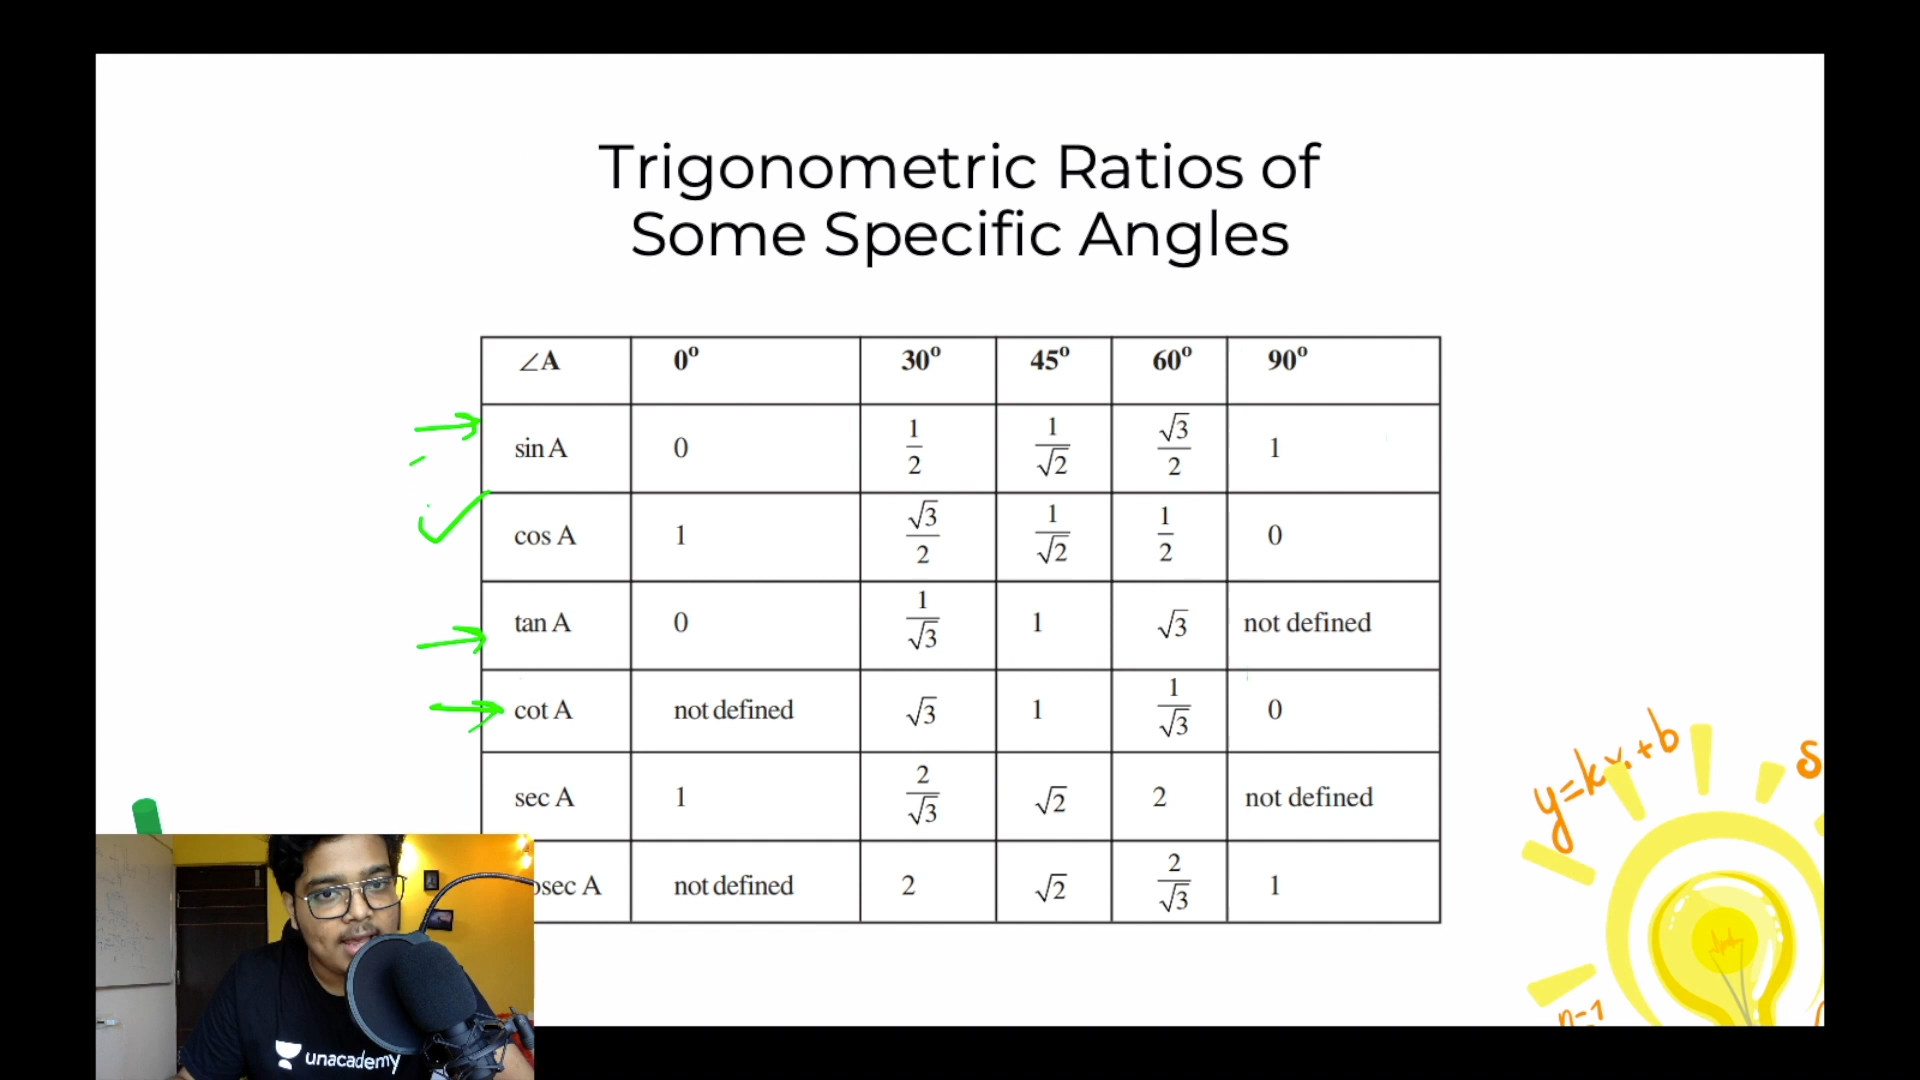 Trigonometric Ratios of
Some Specific Angles
∠A 0° 30° 45° 60° 90°
sin A 0 1/2 1/√2 √3/2 1
cos A 1 √3/2 1/√2 1/2 0
tan A 0 1/√3 1 √3 not defined
cot A not defined √3 1 1/√3 0
sec A 1 2/√3 √2 2 not defined
osec A not defined 2 √2 2/√3 1
y=kx+b
s
n-1
unacademy